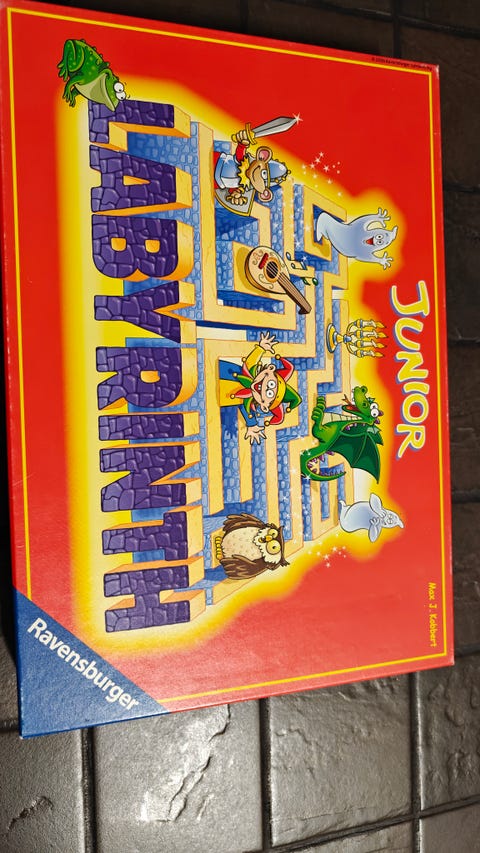 JUNIOR
LABYRINTH
Max J. Kobbert
Ravensburger